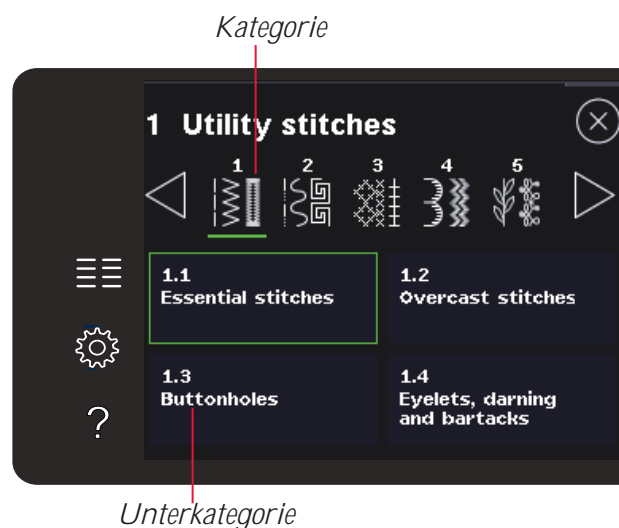 Kategorie
1 Utility stitches
1 2 3 4 5
1.1
Essential stitches
1.2
Overcast stitches
1.3
Buttonholes
1.4
Eyelets, darning
and bartacks
?
Unterkategorie